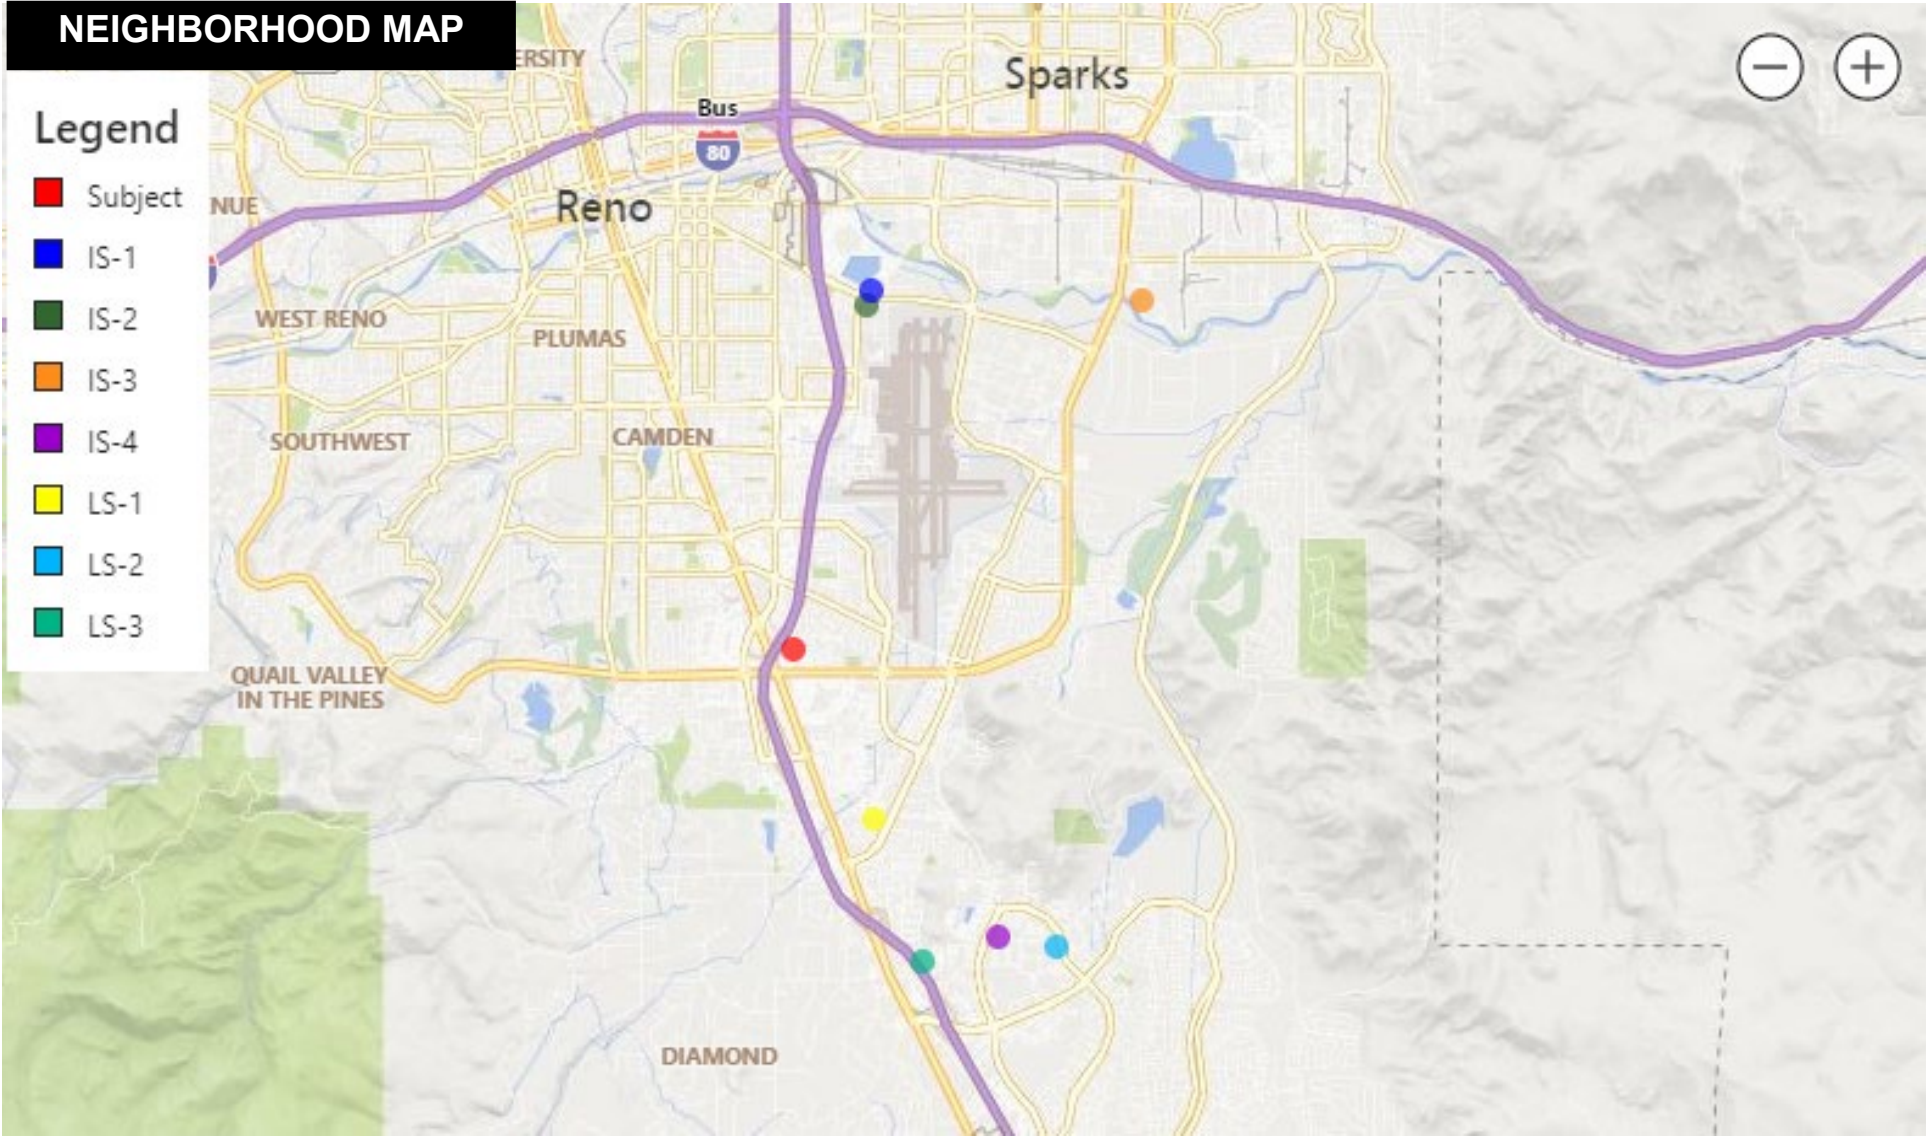 NEIGHBORHOOD MAP
ERSITY
Sparks
Legend
Bus
80
Subject
Reno
NUE
IS-1
IS-2
WEST RENO
PLUMAS
IS-3
IS-4
SOUTHWEST
CAMDEN
LS-1
LS-2
LS-3
QUAIL VALLEY
IN THE PINES
DIAMOND